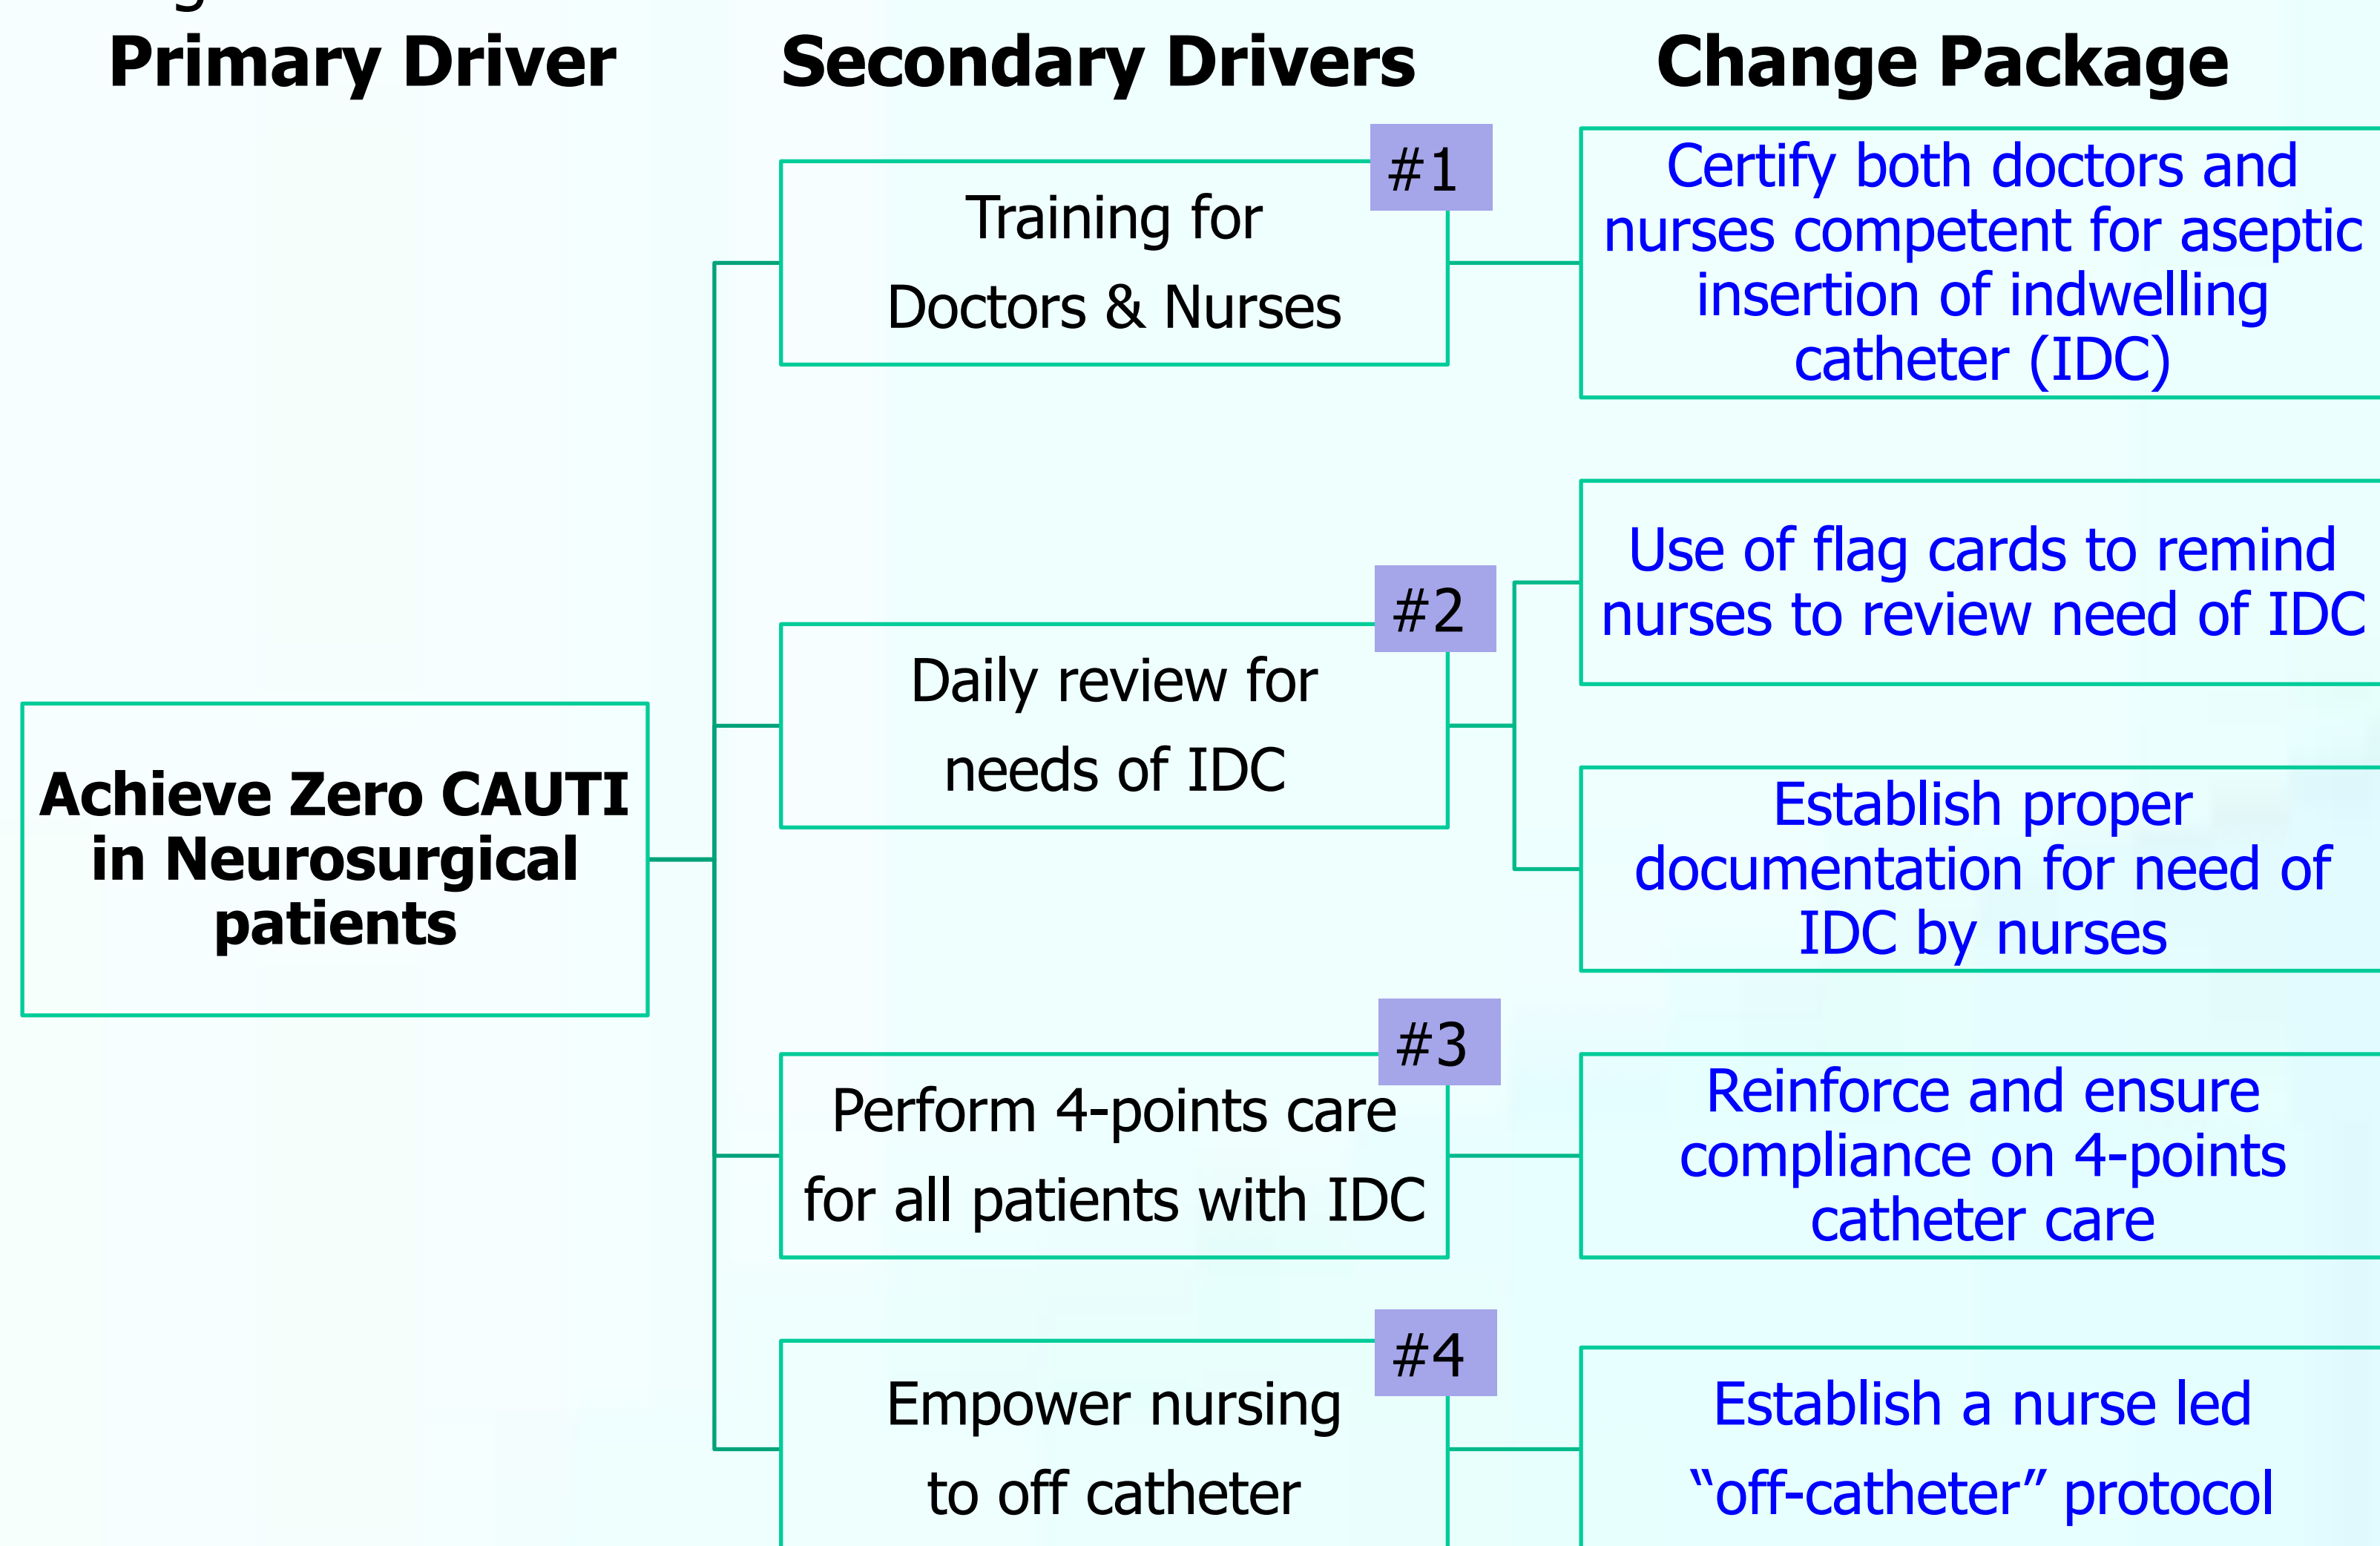 Primary Driver
Secondary Drivers
Change Package
#1
Training for
Doctors & Nurses
Certify both doctors and
nurses competent for aseptic
insertion of indwelling
catheter (IDC)
#2
Daily review for
needs of IDC
Use of flag cards to remind
nurses to review need of IDC
Establish proper
documentation for need of
IDC by nurses
Achieve Zero CAUTI
in Neurosurgical
patients
#3
Perform 4-points care
for all patients with IDC
Reinforce and ensure
compliance on 4-points
catheter care
#4
Empower nursing
to off catheter
Establish a nurse led
“off-catheter” protocol